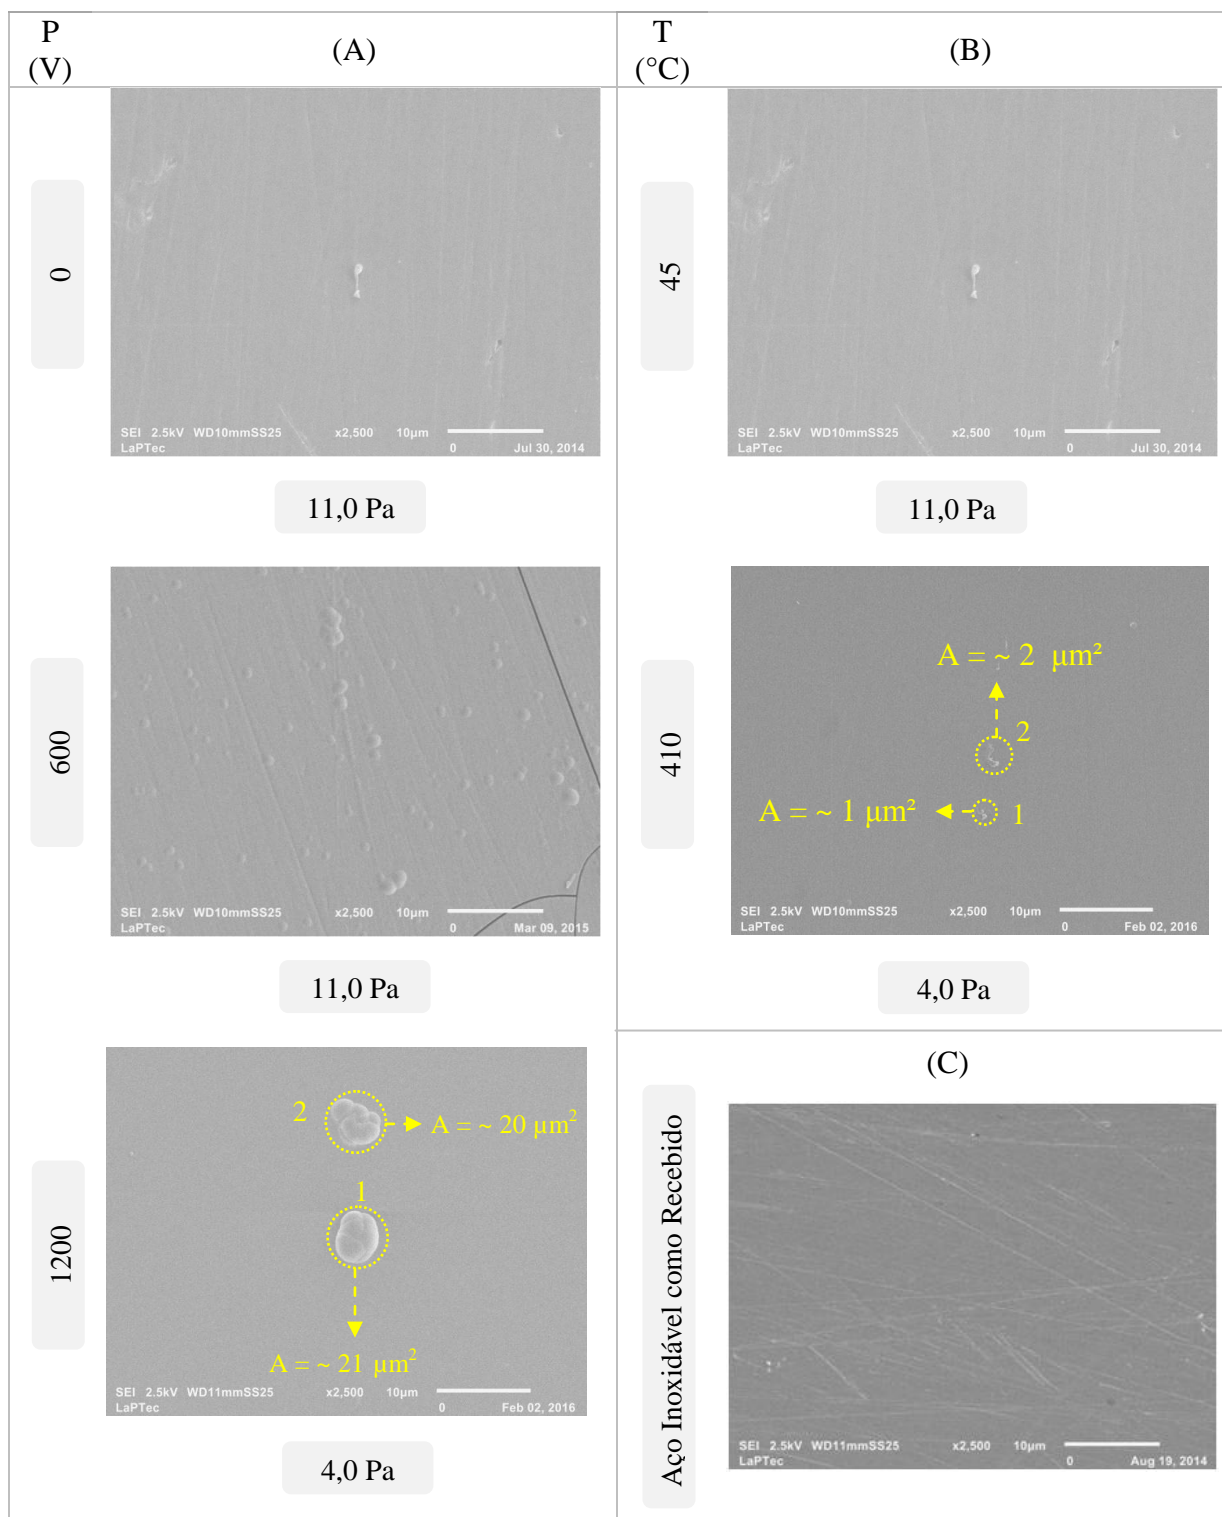 P
(V)
(A)
T
(°C)
(B)
0
SEI 2.5kV WD10mmSS25 x2,500 10µm
LaPTec 0 Jul 30, 2014
11,0 Pa
45
SEI 2.5kV WD10mmSS25 x2,500 10µm
LaPTec 0 Jul 30, 2014
11,0 Pa
600
SEI 2.5kV WD10mmSS25 x2,500 10µm
LaPTec 0 Mar 09, 2015
11,0 Pa
410
A = ~ 2 µm²
2
A = ~ 1 µm²
1
SEI 2.5kV WD10mmSS25 x2,500 10µm
LaPTec 0 Feb 02, 2016
4,0 Pa
1200
2
A = ~ 20 µm²
1
A = ~ 21 µm²
SEI 2.5kV WD11mmSS25 x2,500 10µm
LaPTec 0 Feb 02, 2016
4,0 Pa
(C)
Aço Inoxidável como Recebido
SEI 2.5kV WD11mmSS25 x2,500 10µm
LaPTec 0 Aug 19, 2014